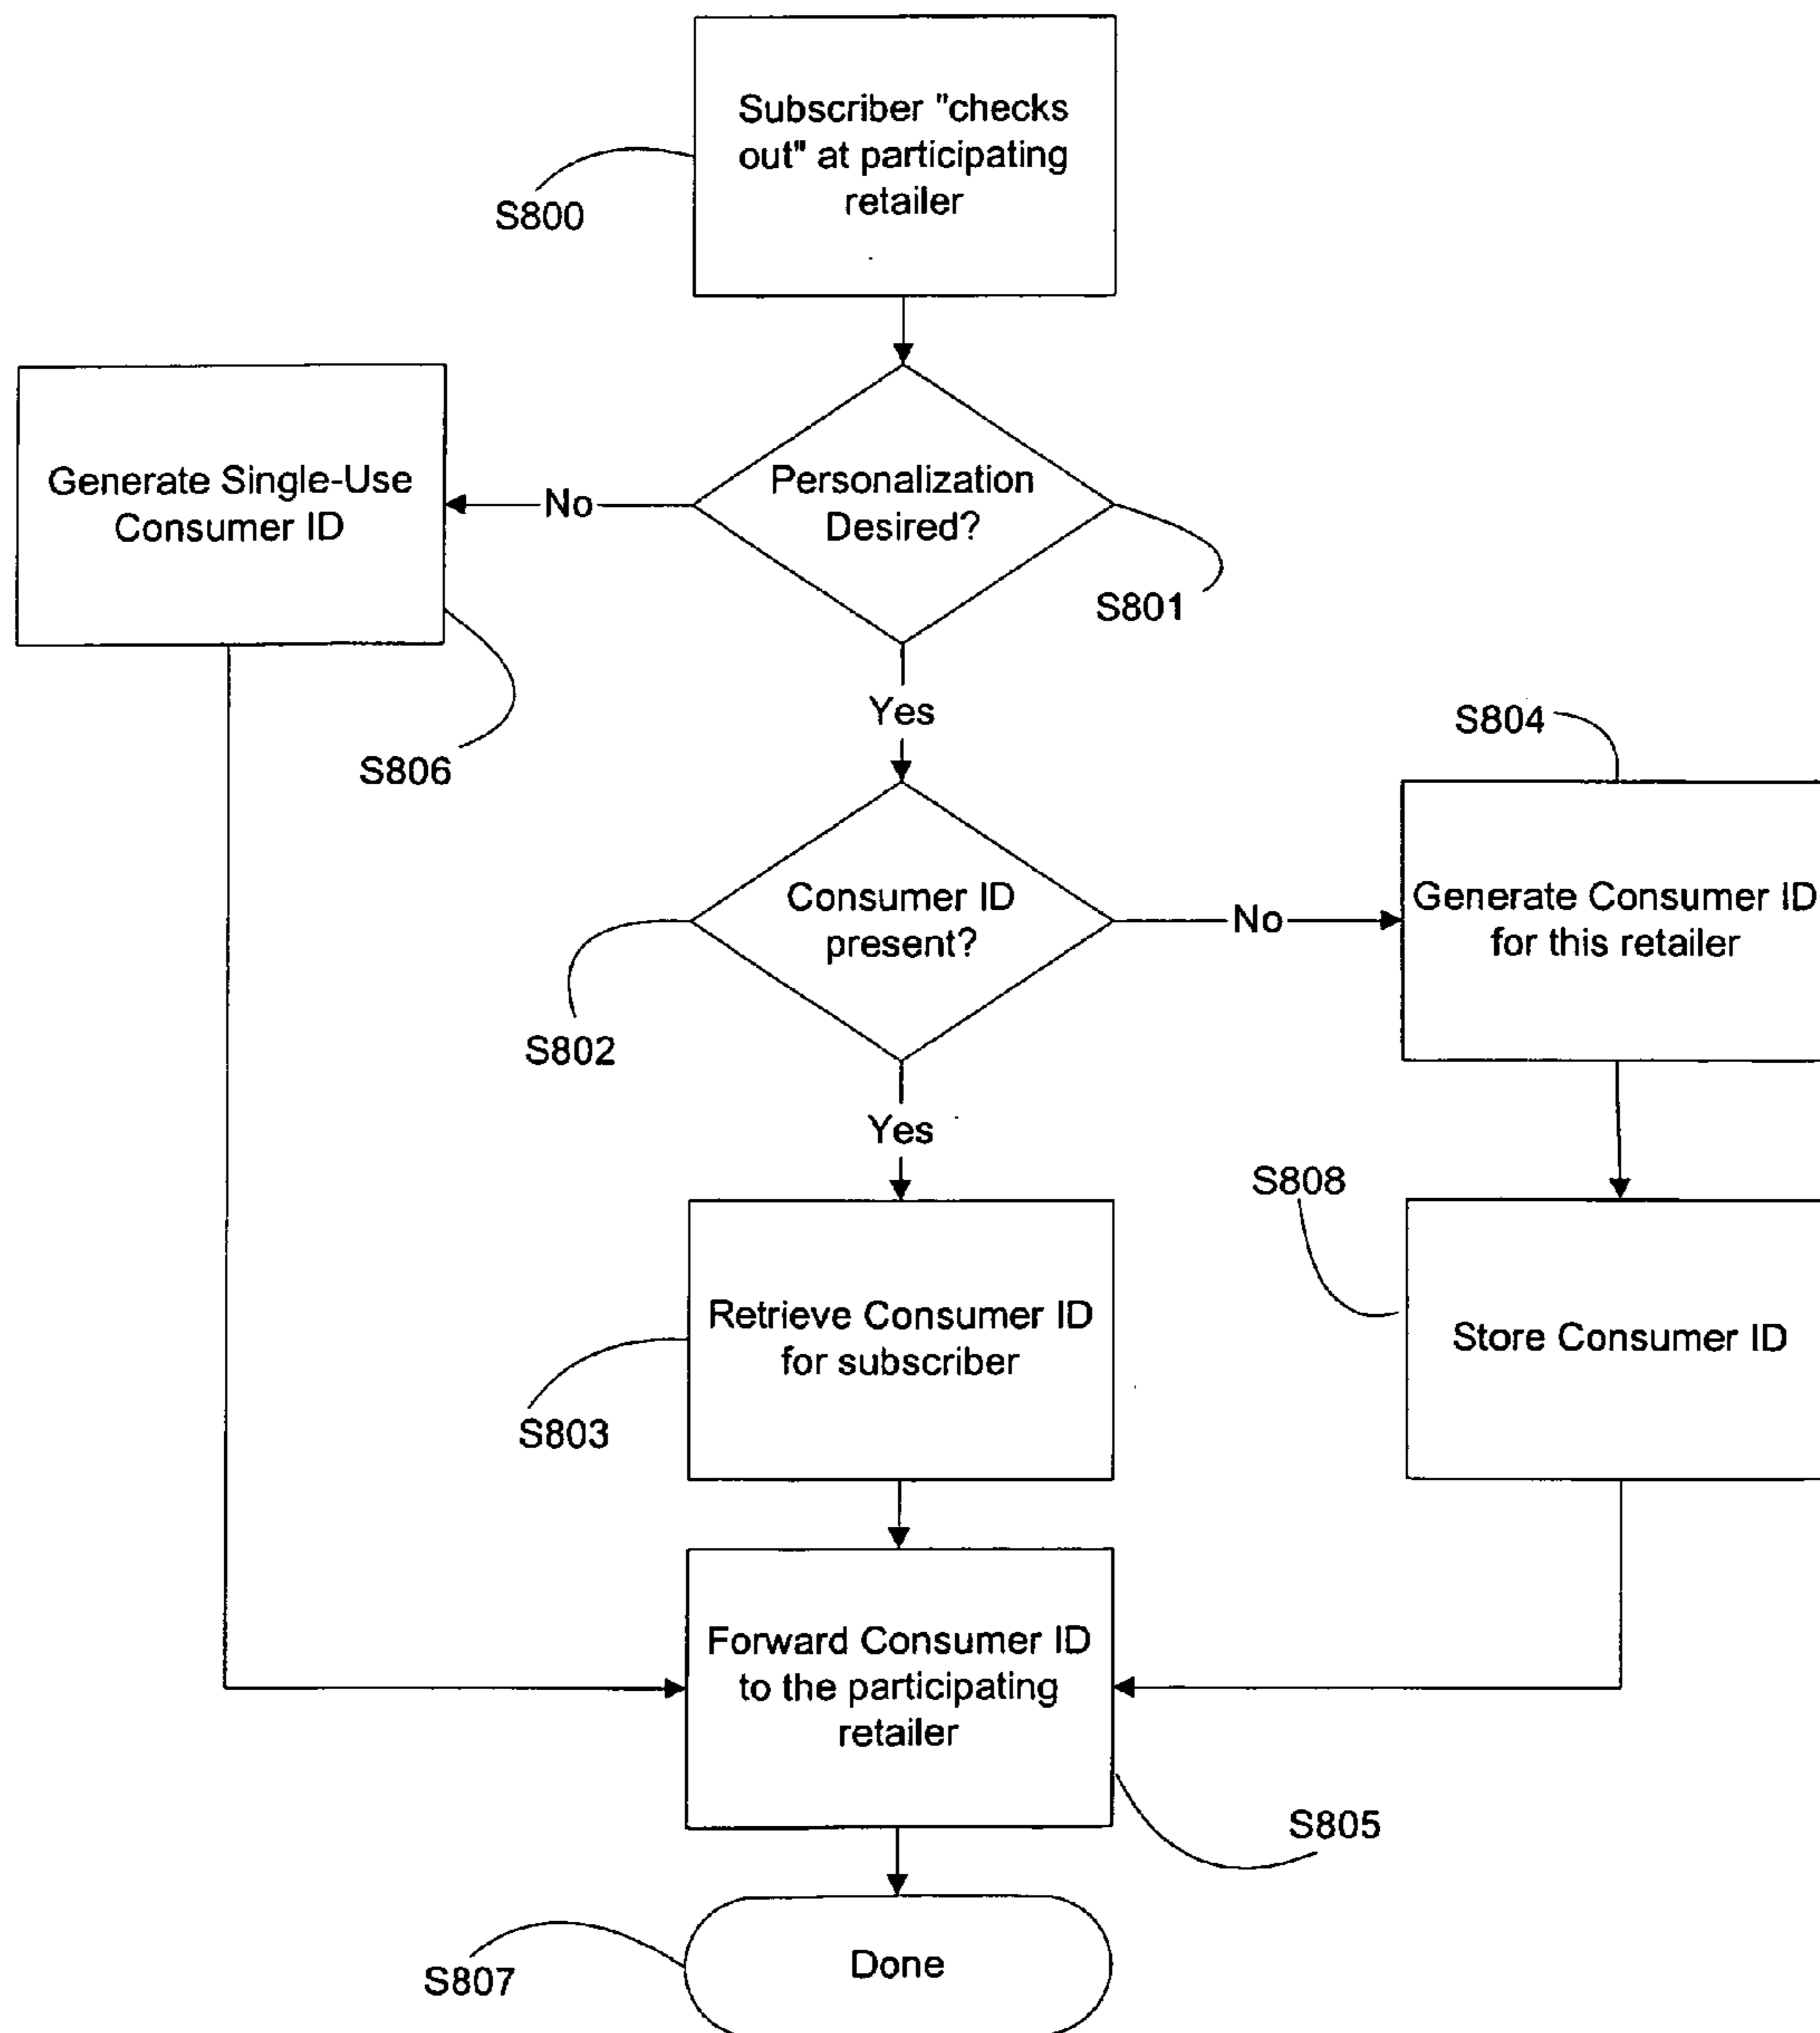 Subscriber "checks
out" at participating
retailer
S800
Generate Single-Use
Consumer ID
No
Personalization
Desired?
S801
S806
Yes
S804
Consumer ID
present?
No
Generate Consumer ID
for this retailer
S802
Yes
S808
Retrieve Consumer ID
for subscriber
Store Consumer ID
S803
Forward Consumer ID
to the participating
retailer
S805
Done
S807